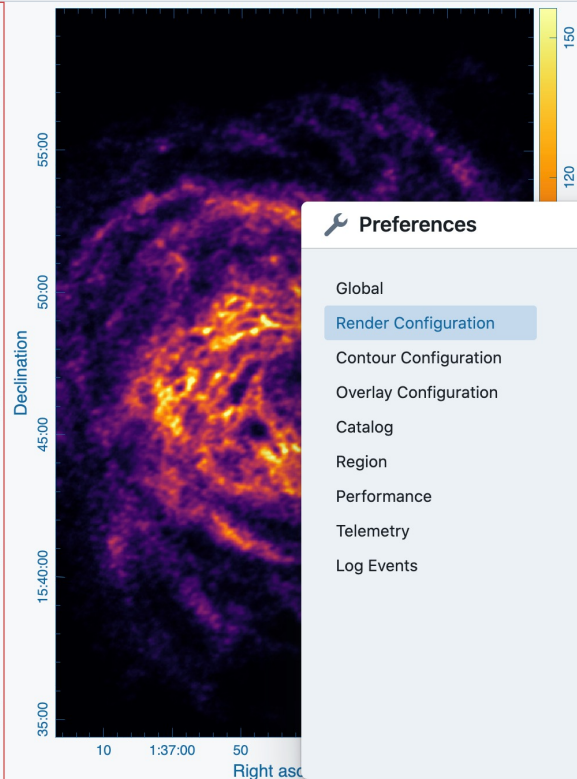 150
120
55:00
50:00
45:00
15:40:00
35:00
Declination
10
1:37:00
50
Right asc
Preferences
Global
Render Configuration
Contour Configuration
Overlay Configuration
Catalog
Region
Performance
Telemetry
Log Events